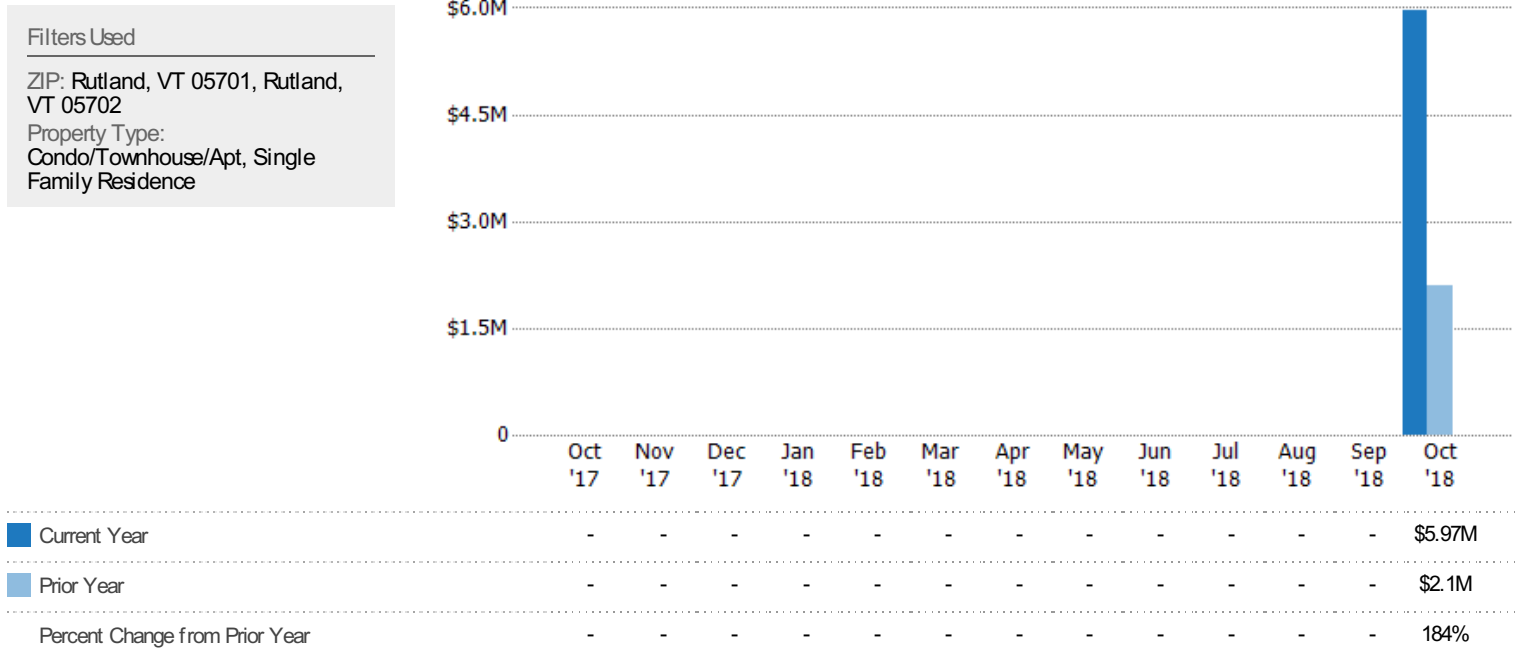 Filters Used
ZIP: Rutland, VT 05701, Rutland,
VT 05702
Property Type:
Condo/Townhouse/Apt, Single
Family Residence
$6.0M
$4.5M
$3.0M
$1.5M
0
Oct Nov Dec Jan Feb Mar Apr May Jun Jul Aug Sep Oct
'17 '17 '17 '18 '18 '18 '18 '18 '18 '18 '18 '18 '18
Current Year - - - - - - - - - - - - $5.97M
Prior Year - - - - - - - - - - - - $2.1M
Percent Change from Prior Year - - - - - - - - - - - - 184%